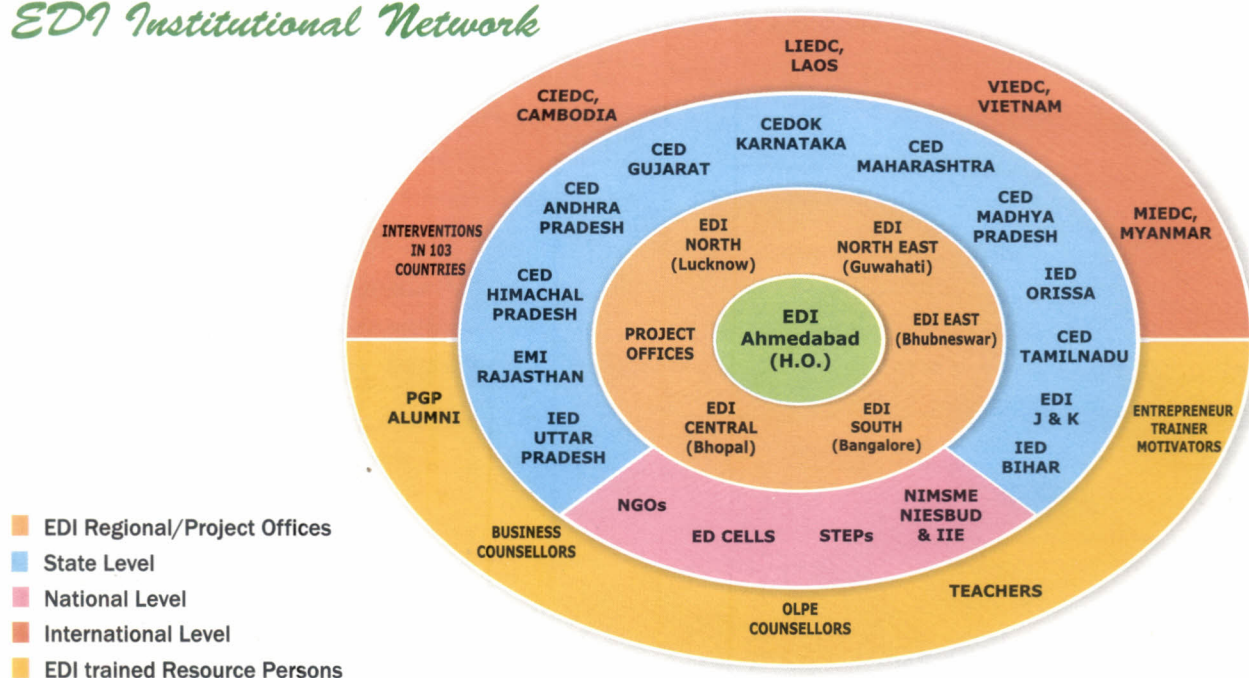 EDI Institutional Network
LIEDC,
LAOS
CIEDC,
CAMBODIA
VIEDC,
VIETNAM
INTERVENTIONS
IN 103
COUNTRIES
MIEDC,
MYANMAR
CEDOK
KARNATAKA
CED
GUJARAT
CED
MAHARASHTRA
CED
ANDHRA
PRADESH
CED
MADHYA
PRADESH
CED
HIMACHAL
PRADESH
IED
ORISSA
EMI
RAJASTHAN
CED
TAMILNADU
IED
UTTAR
PRADESH
EDI
J & K
IED
BIHAR
EDI
NORTH
(Lucknow)
EDI
NORTH EAST
(Guwahati)
PROJECT
OFFICES
EDI EAST
(Bhubneswar)
EDI
CENTRAL
(Bhopal)
EDI
SOUTH
(Bangalore)
EDI
Ahmedabad
(H.O.)
NGOs
ED CELLS
STEPs
NIMSME
NIESBUD
& IIE
PGP
ALUMNI
BUSINESS
COUNSELLORS
OLPE
COUNSELLORS
TEACHERS
ENTREPRENEUR
TRAINER
MOTIVATORS
EDI Regional/Project Offices
State Level
National Level
International Level
EDI trained Resource Persons